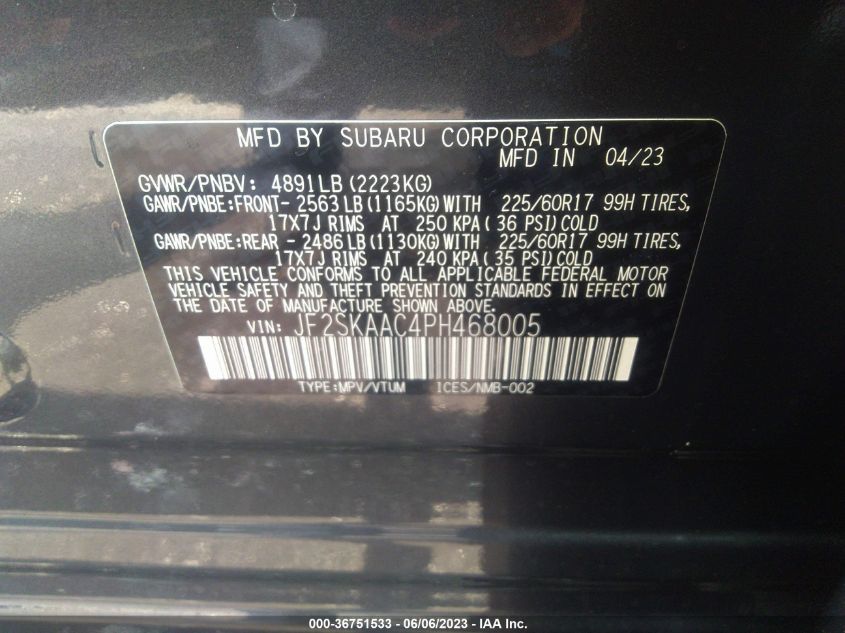 MFD BY SUBARU CORPORATION
MFD IN 04/23
GVWR/PNBV: 4891LB(2223KG)
GAWR/PNBE:FRONT- 2563LB(1165KG)WITH 225/60R17 99H TIRES,
17X7J RIMS AT 250 KPA( 36 PSI)COLD
GAWR/PNBE:REAR - 2486LB(1130KG)WITH 225/60R17 99H TIRES,
17X7J RIMS AT 240 KPA( 35 PSI)COLD
THIS VEHICLE CONFORMS TO ALL APPLICABLE FEDERAL MOTOR
VEHICLE SAFETY AND THEFT PREVENTION STANDARDS IN EFFECT ON
THE DATE OF MANUFACTURE SHOWN ABOVE.
VIN: JF2SKAAC4PH468005
TYPE:MPV/VTUM ICES/NMB-002
000-36751533 - 06/06/2023 - IAA Inc.